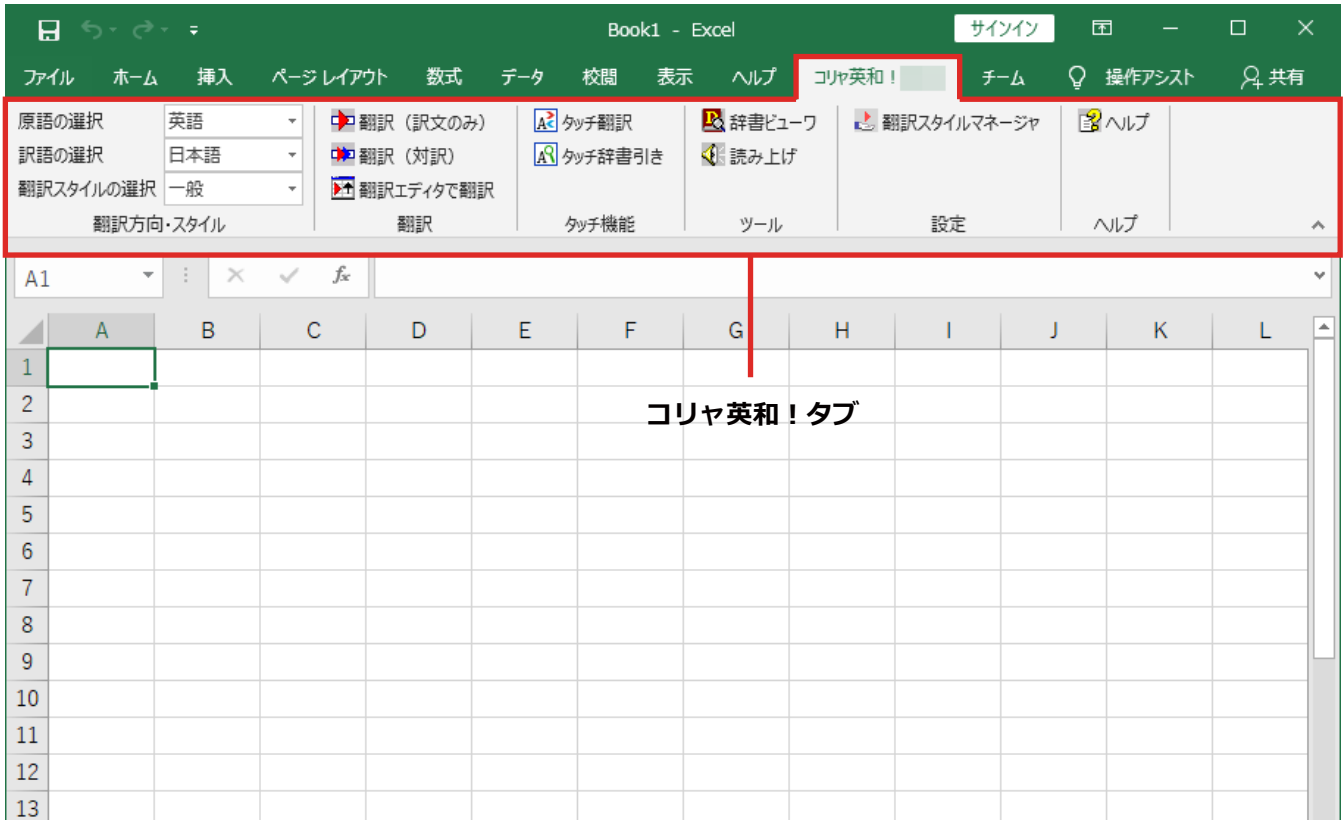 Book1 - Excel
サインイン
ファイル ホーム 挿入 ページ レイアウト 数式 データ 校閲 表示 ヘルプ コリャ英和！ チーム 操作アシスト 共有
原語の選択 英語 翻訳（訳文のみ） タッチ翻訳 辞書ビューワ 翻訳スタイルマネージャ ヘルプ
訳語の選択 日本語 翻訳（対訳） タッチ辞書引き 読み上げ
翻訳スタイルの選択 一般 翻訳エディタで翻訳
翻訳方向・スタイル 翻訳 タッチ機能 ツール 設定 ヘルプ
A1 fx
A B C D E F G H I J K L
1
2
コリャ英和！タブ
3
4
5
6
7
8
9
10
11
12
13